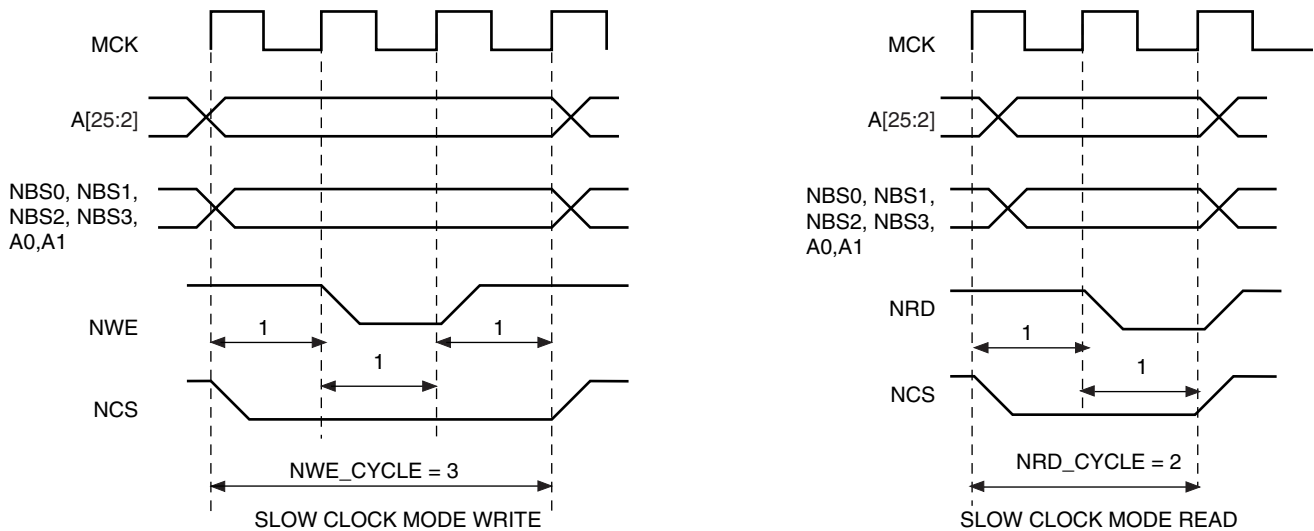 MCK
A[25:2]
NBS0, NBS1,
NBS2, NBS3,
A0,A1
NWE
1
1
1
NCS
NWE_CYCLE = 3
SLOW CLOCK MODE WRITE
MCK
A[25:2]
NBS0, NBS1,
NBS2, NBS3,
A0,A1
NRD
1
1
NCS
NRD_CYCLE = 2
SLOW CLOCK MODE READ